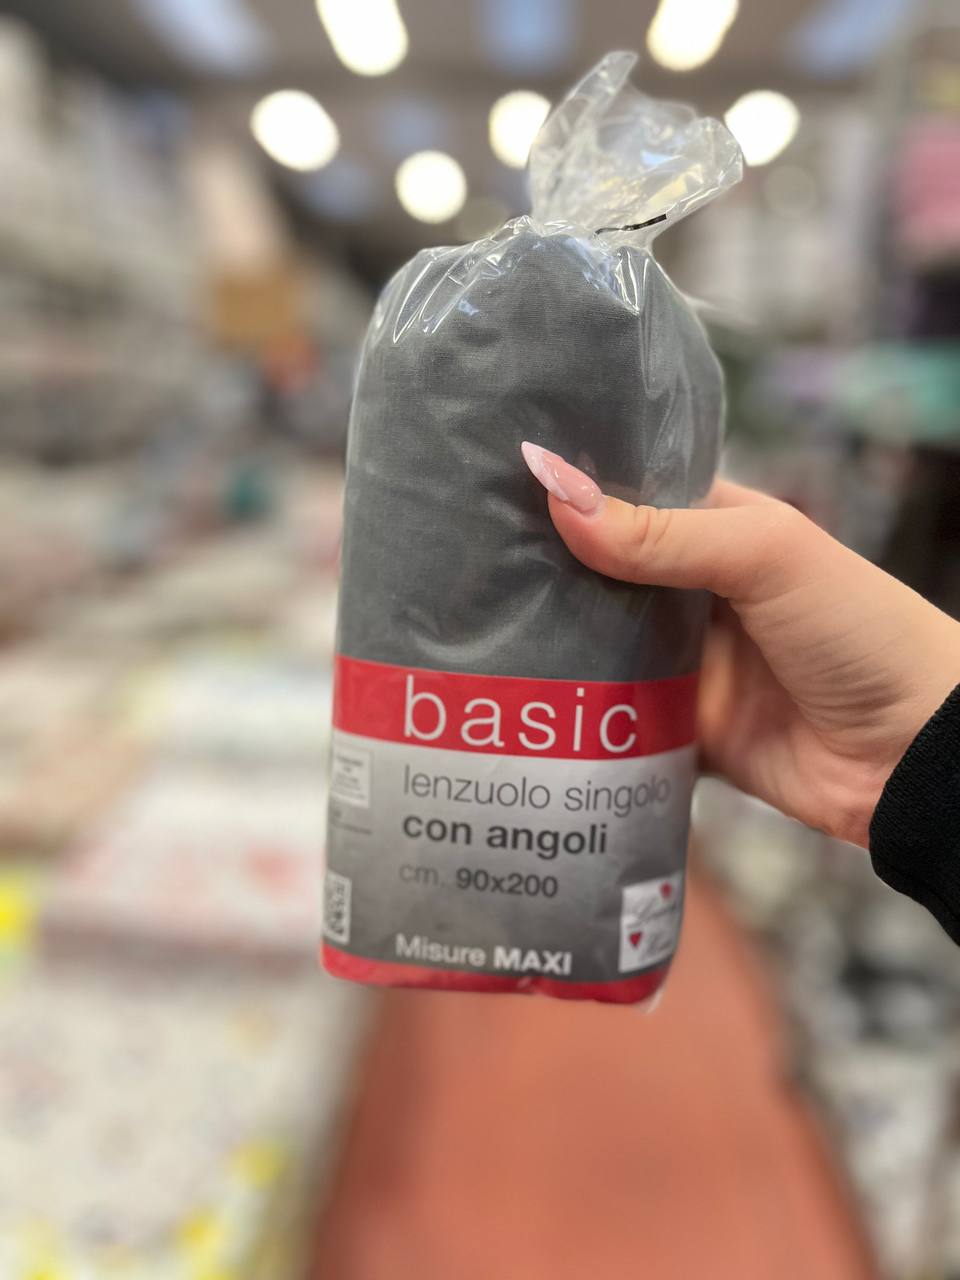 basic
lenzuolo singolo
con angoli
cm. 90x200
Misure MAXI